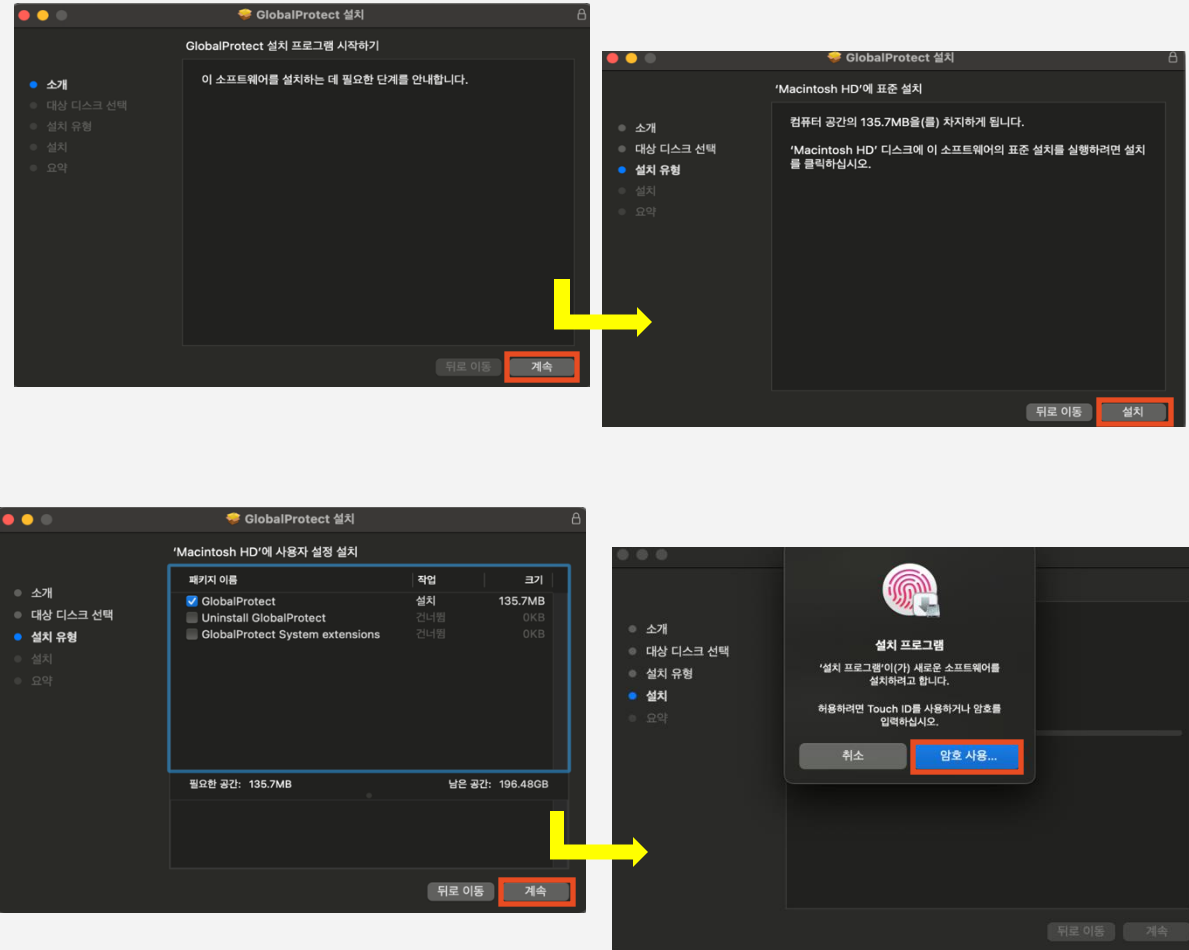 GlobalProtect 설치
GlobalProtect 설치 프로그램 시작하기
소개
대상 디스크 선택
설치 유형
설치
요약
이 소프트웨어를 설치하는 데 필요한 단계를 안내합니다.
뒤로 이동
계속
GlobalProtect 설치
‘Macintosh HD’에 표준 설치
소개
대상 디스크 선택
설치 유형
설치
요약
컴퓨터 공간의 135.7MB을(를) 차지하게 됩니다.
‘Macintosh HD’ 디스크에 이 소프트웨어의 표준 설치를 실행하려면 설치
를 클릭하십시오.
뒤로 이동
설치
GlobalProtect 설치
‘Macintosh HD’에 사용자 설정 설치
소개
대상 디스크 선택
설치 유형
설치
요약
패키지 이름 작업 크기
GlobalProtect 설치 135.7MB
Uninstall GlobalProtect 건너뜀 0KB
GlobalProtect System extensions 건너뜀 0KB
필요한 공간: 135.7MB 남은 공간: 196.48GB
뒤로 이동
계속
소개
대상 디스크 선택
설치 유형
설치
요약
설치 프로그램
‘설치 프로그램’이(가) 새로운 소프트웨어를
설치하려고 합니다.
허용하려면 Touch ID를 사용하거나 암호를
입력하십시오.
취소
암호 사용...
뒤로 이동
계속